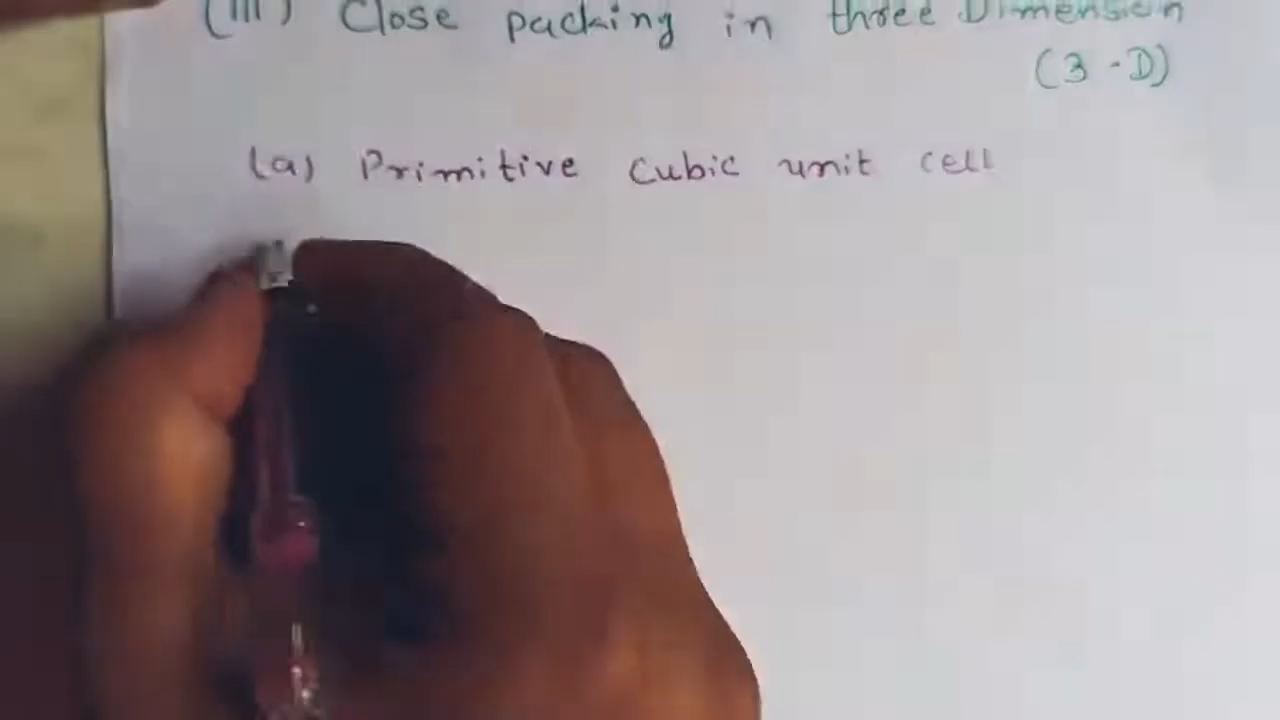 (III) Close packing in three Dimension
(3-D)
(a) Primitive Cubic unit cell